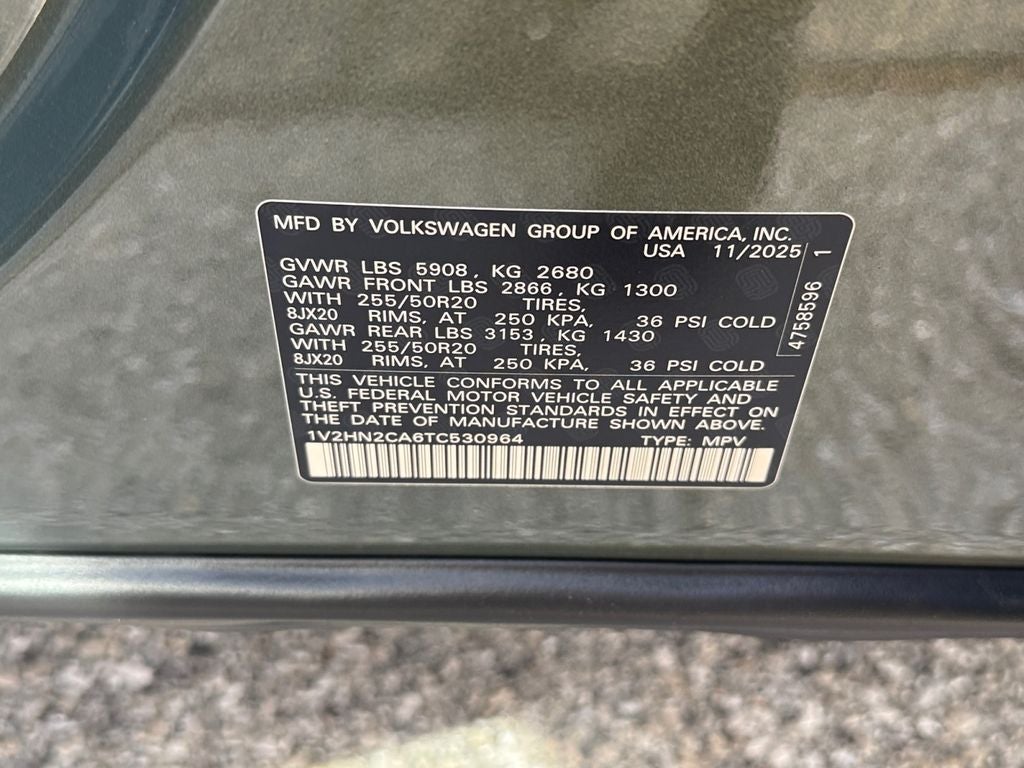 MFD BY VOLKSWAGEN GROUP OF AMERICA, INC.
USA 11/2025
GVWR LBS 5908, KG 2680
GAWR FRONT LBS 2866, KG 1300
WITH 255/50R20 TIRES,
8JX20 RIMS, AT 250 KPA, 36 PSI COLD
GAWR REAR LBS 3153, KG 1430
WITH 255/50R20 TIRES,
8JX20 RIMS, AT 250 KPA, 36 PSI COLD
4758596 1
THIS VEHICLE CONFORMS TO ALL APPLICABLE
U.S. FEDERAL MOTOR VEHICLE SAFETY AND
THEFT PREVENTION STANDARDS IN EFFECT ON
THE DATE OF MANUFACTURE SHOWN ABOVE.
1V2HN2CA6TC530964 TYPE: MPV